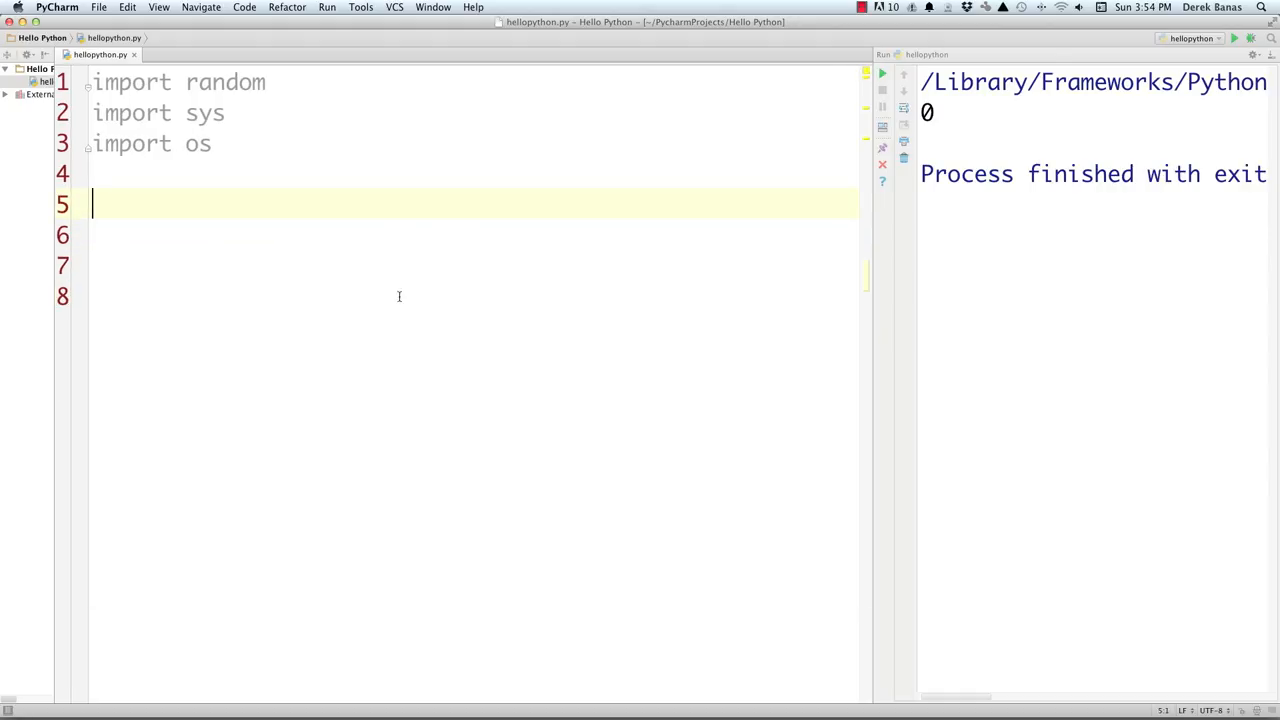 PyCharm File Edit View Navigate Code Refactor Run Tools VCS Window Help 10 Sun 3:54 PM Derek Banas
hellopython.py – Hello Python – [~/PycharmProjects/Hello Python]
Hello Python hellopython.py hellopython
hellopython.py Run hellopython
Hello P
hell
Externa
1 import random
2 import sys
3 import os
4
5
6
7
8
/Library/Frameworks/Python
0
Process finished with exit
5:1 LF UTF-8